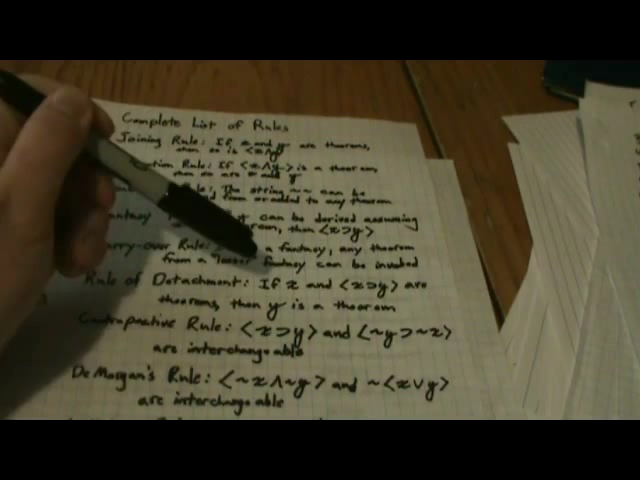 Complete List of Rules
Joining Rule: If x and y are theorems,
then so is <x∧y>
Rule: If <x∧y> is a theorem,
then so are x and y
The string ~~ can be
from or added to any theorem
can be derived assuming
then <x⊃y>
Carry-over Rule: a fantasy, any theorem
from a fantasy can be invoked
Rule of Detachment: If x and <x⊃y> are
theorems, then y is a theorem
Contrapositive Rule: <x⊃y> and <~y⊃~x>
are interchangeable
De Morgan's Rule: <~x∧~y> and ~<x∨y>
are interchangeable